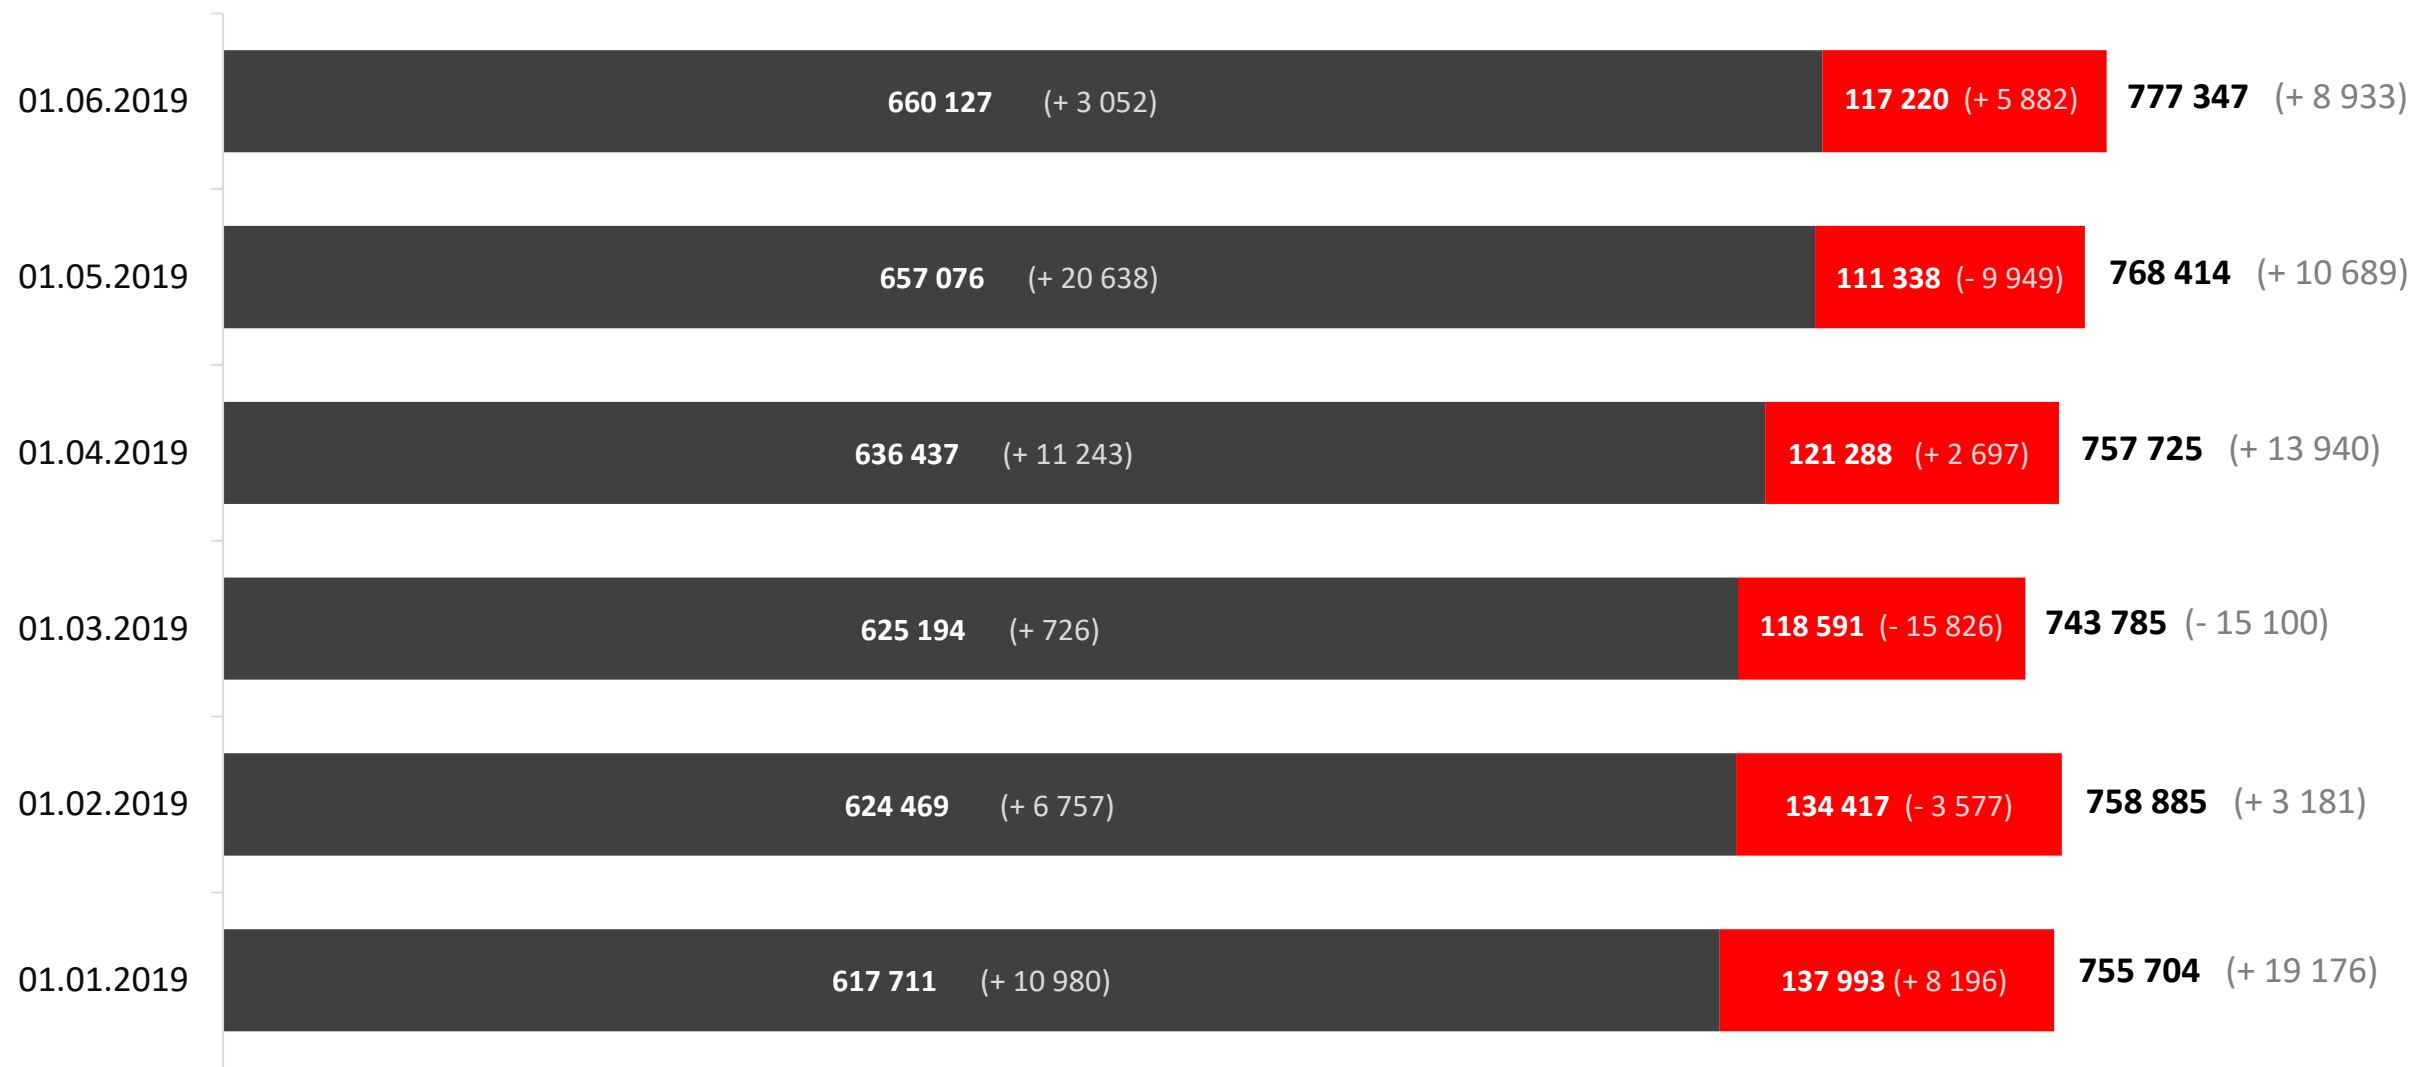 01.06.2019 660 127 (+ 3 052) 117 220 (+ 5 882) 777 347 (+ 8 933)
01.05.2019 657 076 (+ 20 638) 111 338 (- 9 949) 768 414 (+ 10 689)
01.04.2019 636 437 (+ 11 243) 121 288 (+ 2 697) 757 725 (+ 13 940)
01.03.2019 625 194 (+ 726) 118 591 (- 15 826) 743 785 (- 15 100)
01.02.2019 624 469 (+ 6 757) 134 417 (- 3 577) 758 885 (+ 3 181)
01.01.2019 617 711 (+ 10 980) 137 993 (+ 8 196) 755 704 (+ 19 176)